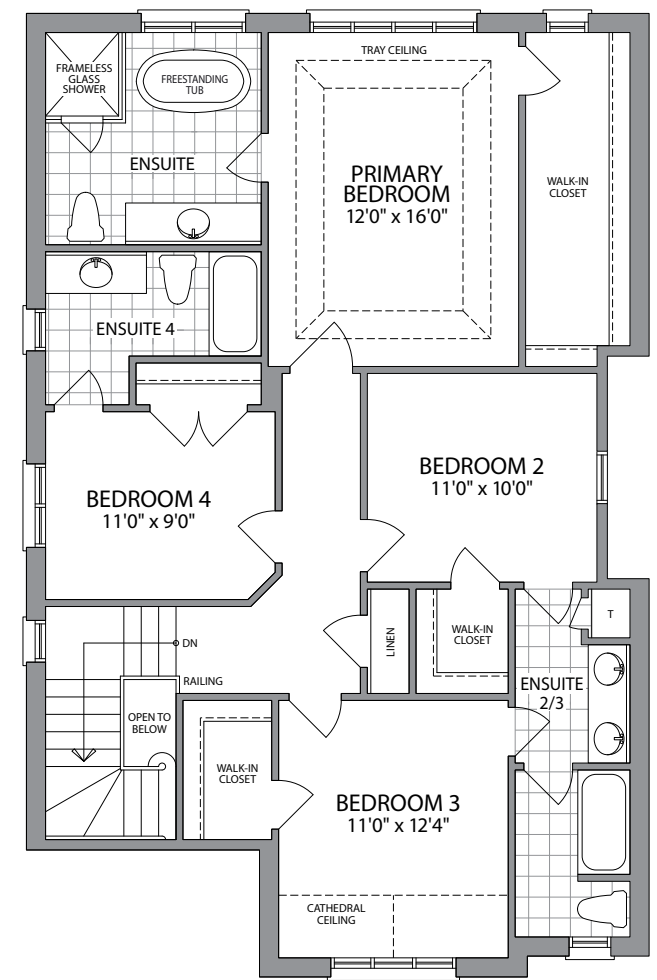 FRAMELESS
GLASS
SHOWER
FREESTANDING
TUB
TRAY CEILING
ENSUITE
PRIMARY
BEDROOM
12'0" x 16'0"
WALK-IN
CLOSET
ENSUITE 4
BEDROOM 2
11'0" x 10'0"
BEDROOM 4
11'0" x 9'0"
DN
LINEN
WALK-IN
CLOSET
T
RAILING
ENSUITE
2/3
OPEN TO
BELOW
WALK-IN
CLOSET
BEDROOM 3
11'0" x 12'4"
CATHEDRAL
CEILING